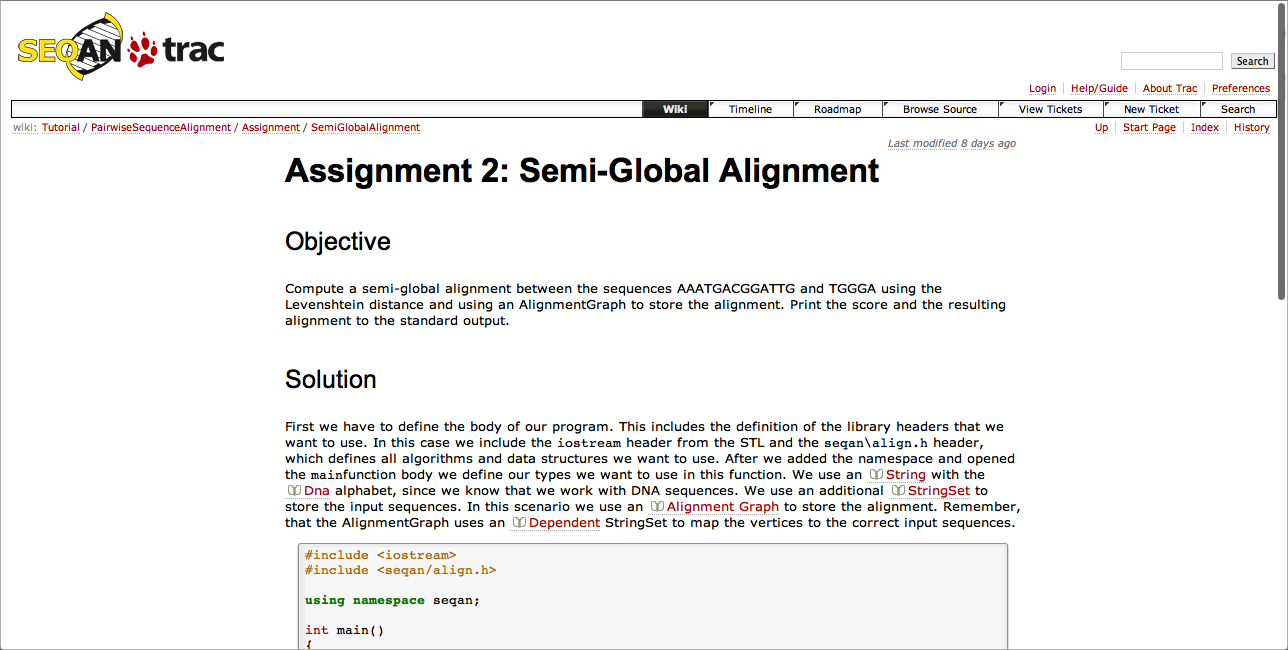 SEQAN trac
Search
Login Help/Guide About Trac Preferences
Wiki Timeline Roadmap Browse Source View Tickets New Ticket Search
wiki: Tutorial / PairwiseSequenceAlignment / Assignment / SemiGlobalAlignment
Up Start Page Index History
Last modified 8 days ago
Assignment 2: Semi-Global Alignment
Objective
Compute a semi-global alignment between the sequences AAATGACGGATTG and TGGGA using the
Levenshtein distance and using an AlignmentGraph to store the alignment. Print the score and the resulting
alignment to the standard output.
Solution
First we have to define the body of our program. This includes the definition of the library headers that we
want to use. In this case we include the iostream header from the STL and the seqan\align.h header,
which defines all algorithms and data structures we want to use. After we added the namespace and opened
the mainfunction body we define our types we want to use in this function. We use an String with the
Dna alphabet, since we know that we work with DNA sequences. We use an additional StringSet to
store the input sequences. In this scenario we use an Alignment Graph to store the alignment. Remember,
that the AlignmentGraph uses an Dependent StringSet to map the vertices to the correct input sequences.
#include <iostream>
#include <seqan/align.h>
using namespace seqan;
int main()
{